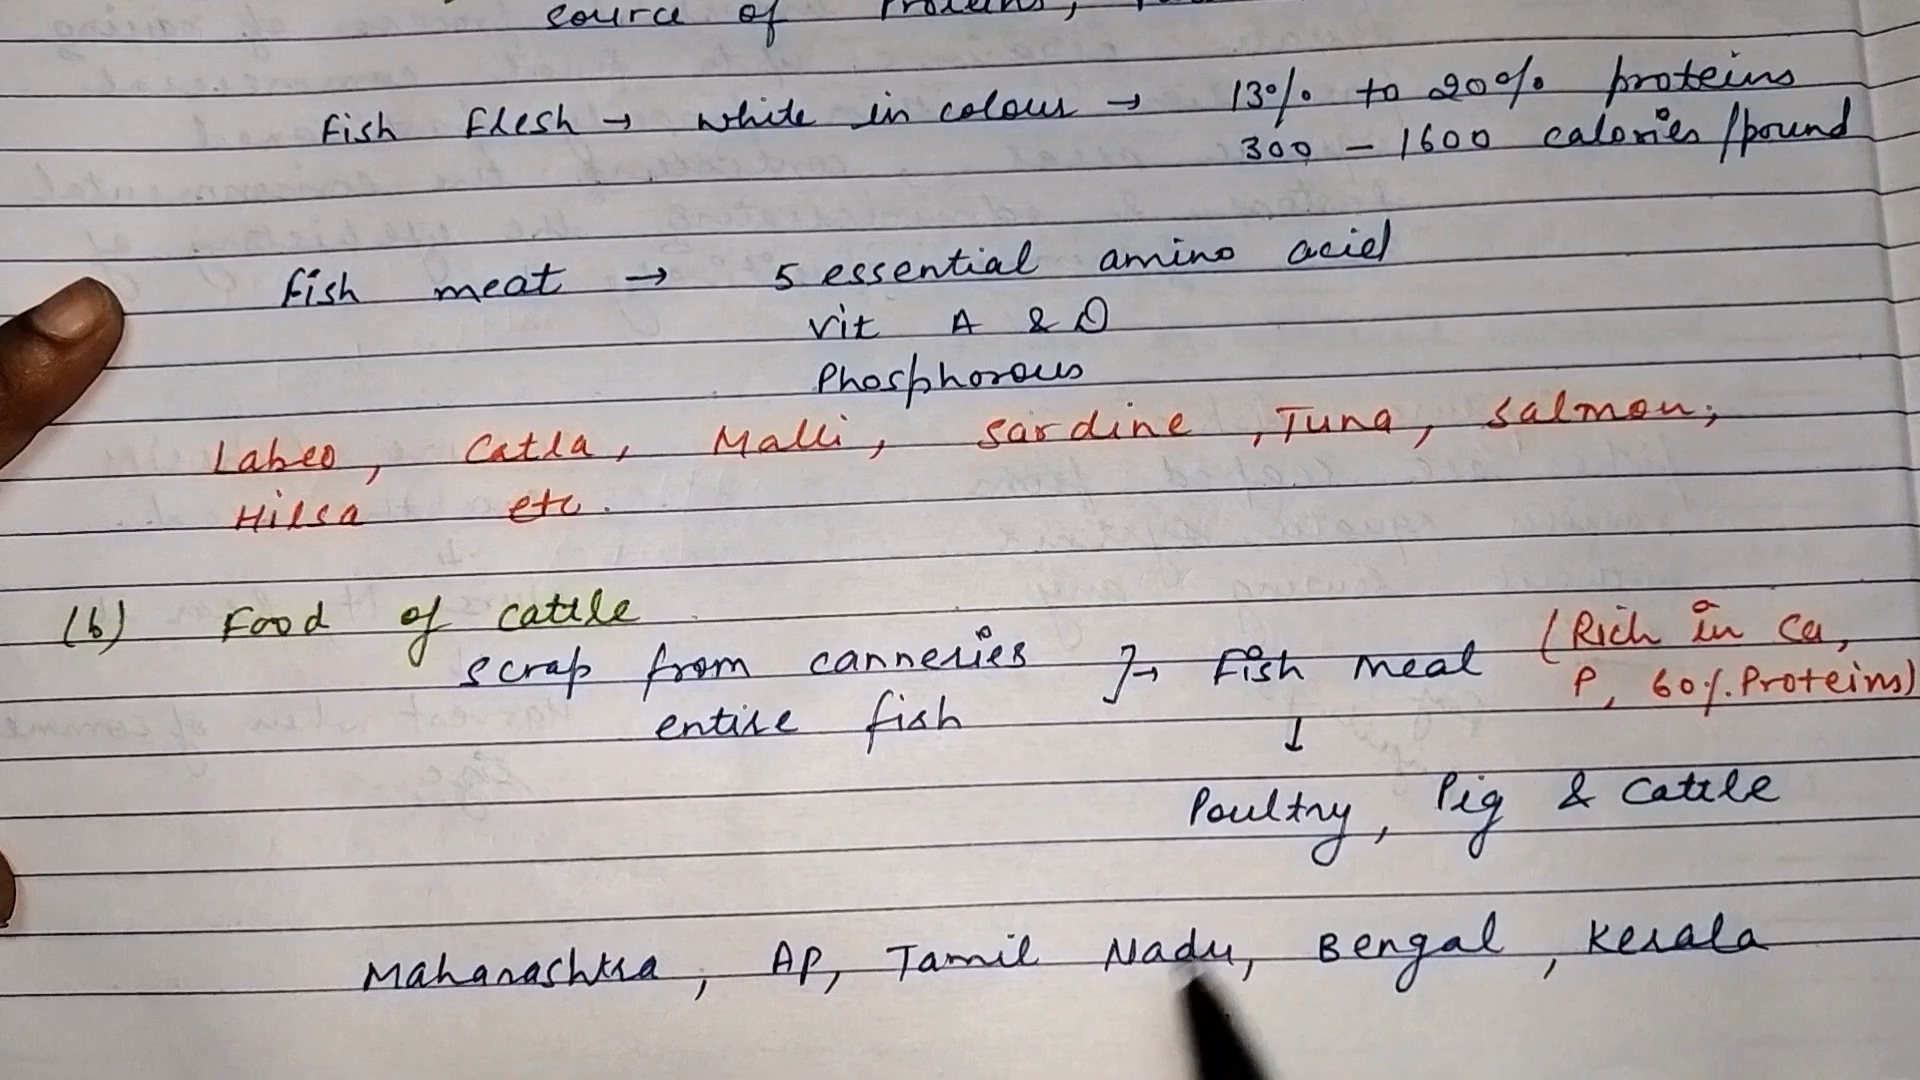 source of Proteins,
Fish Flesh → white in colour → 13% to 20% proteins
300 - 1600 calories/pound
Fish meat → 5 essential amino acid
vit A & D
Phosphorous
Labeo, Catla, Malli, Sardine, Tuna, Salmon,
Hilsa etc.
(b) Food of cattle
scrap from canneries
entire fish
}→ Fish meal (Rich in Ca,
P, 60% Proteins)
↓
Poultry, Pig & Cattle
Maharashtra, AP, Tamil Nadu, Bengal, Kerala